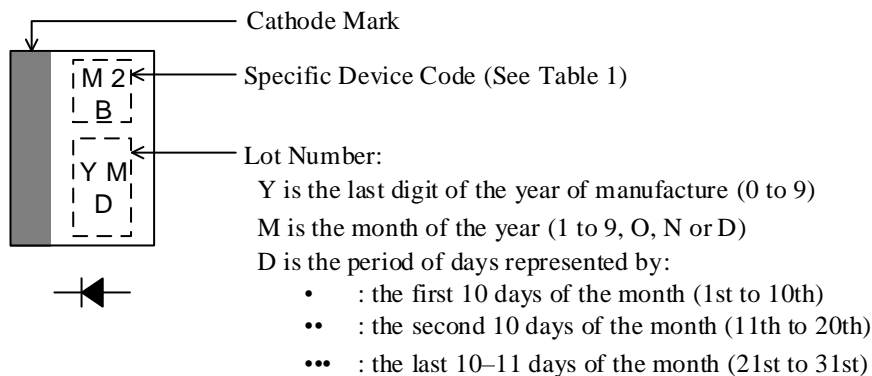 Cathode Mark
M 2
B
Specific Device Code (See Table 1)
Y M
D
Lot Number:
Y is the last digit of the year of manufacture (0 to 9)
M is the month of the year (1 to 9, O, N or D)
D is the period of days represented by:
• : the first 10 days of the month (1st to 10th)
•• : the second 10 days of the month (11th to 20th)
••• : the last 10–11 days of the month (21st to 31st)